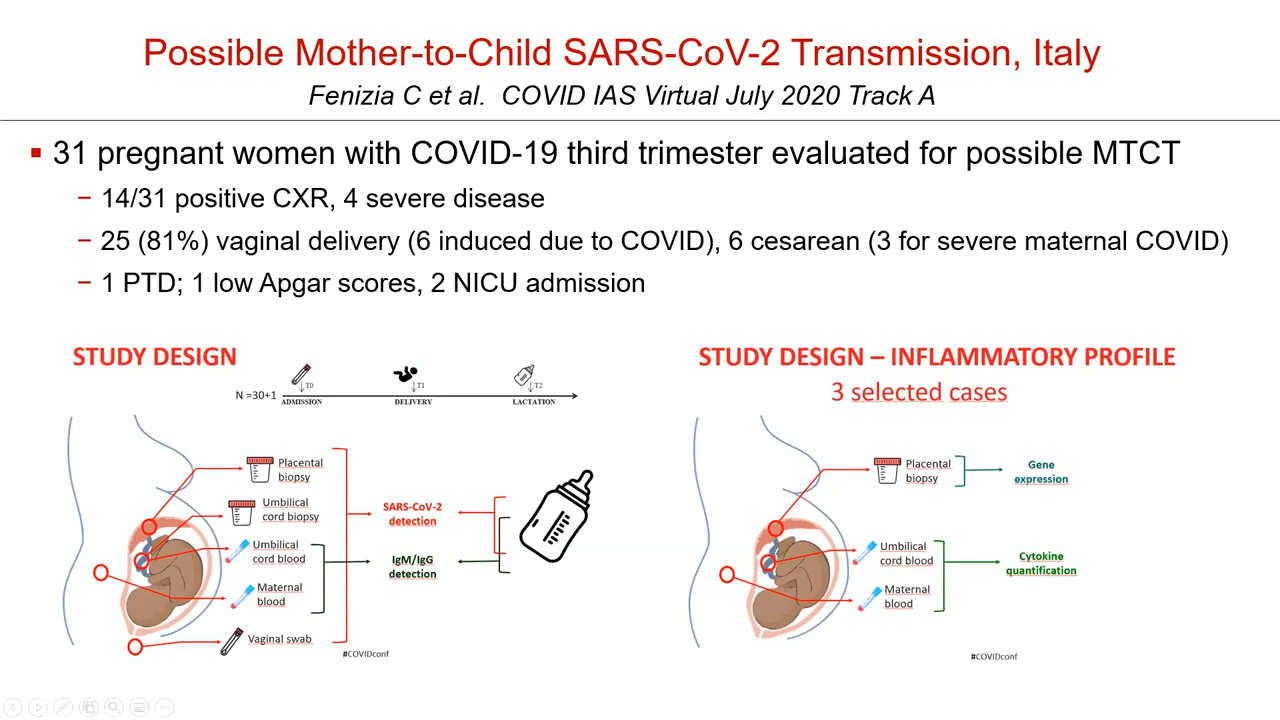 Possible Mother-to-Child SARS-CoV-2 Transmission, Italy
Fenizia C et al.  COVID IAS Virtual July 2020 Track A
▪ 31 pregnant women with COVID-19 third trimester evaluated for possible MTCT
− 14/31 positive CXR, 4 severe disease
− 25 (81%) vaginal delivery (6 induced due to COVID), 6 cesarean (3 for severe maternal COVID)
− 1 PTD; 1 low Apgar scores, 2 NICU admission
STUDY DESIGN
N =30+1
T0
T1
T2
ADMISSION
DELIVERY
LACTATION
Placental
biopsy
Umbilical
cord biopsy
Umbilical
cord blood
Maternal
blood
Vaginal swab
SARS-CoV-2
detection
IgM/IgG
detection
#COVIDconf
STUDY DESIGN – INFLAMMATORY PROFILE
3 selected cases
Placental
biopsy
Gene
expression
Umbilical
cord blood
Maternal
blood
Cytokine
quantification
#COVIDconf